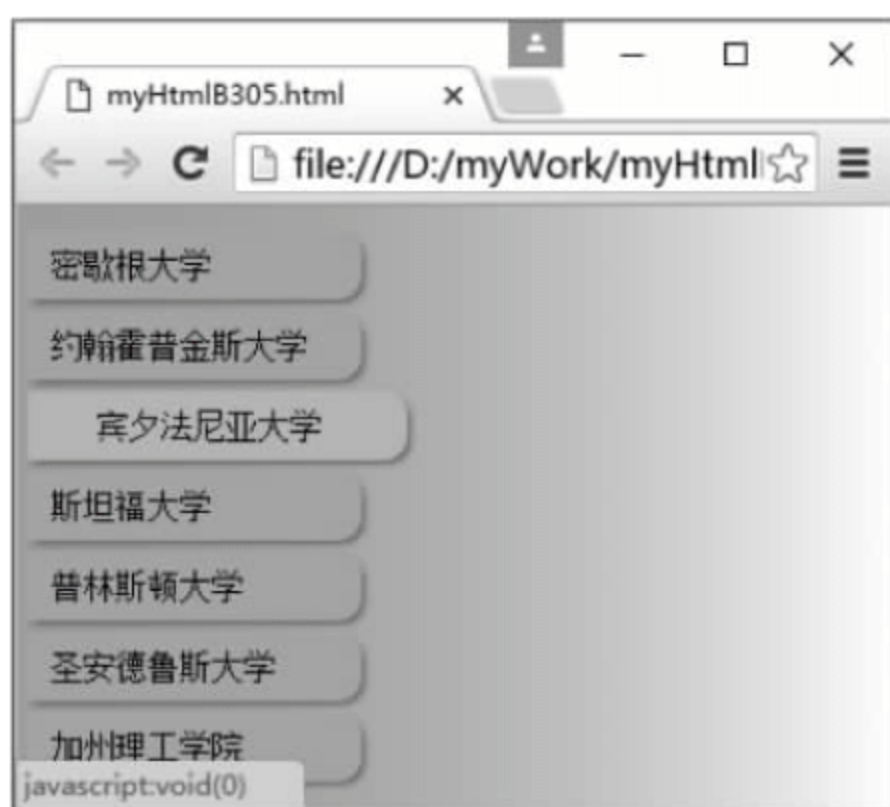 myHtmlB305.html
file:///D:/myWork/myHtml
密歇根大学
约翰霍普金斯大学
宾夕法尼亚大学
斯坦福大学
普林斯顿大学
圣安德鲁斯大学
加州理工学院
javascript:void(0)